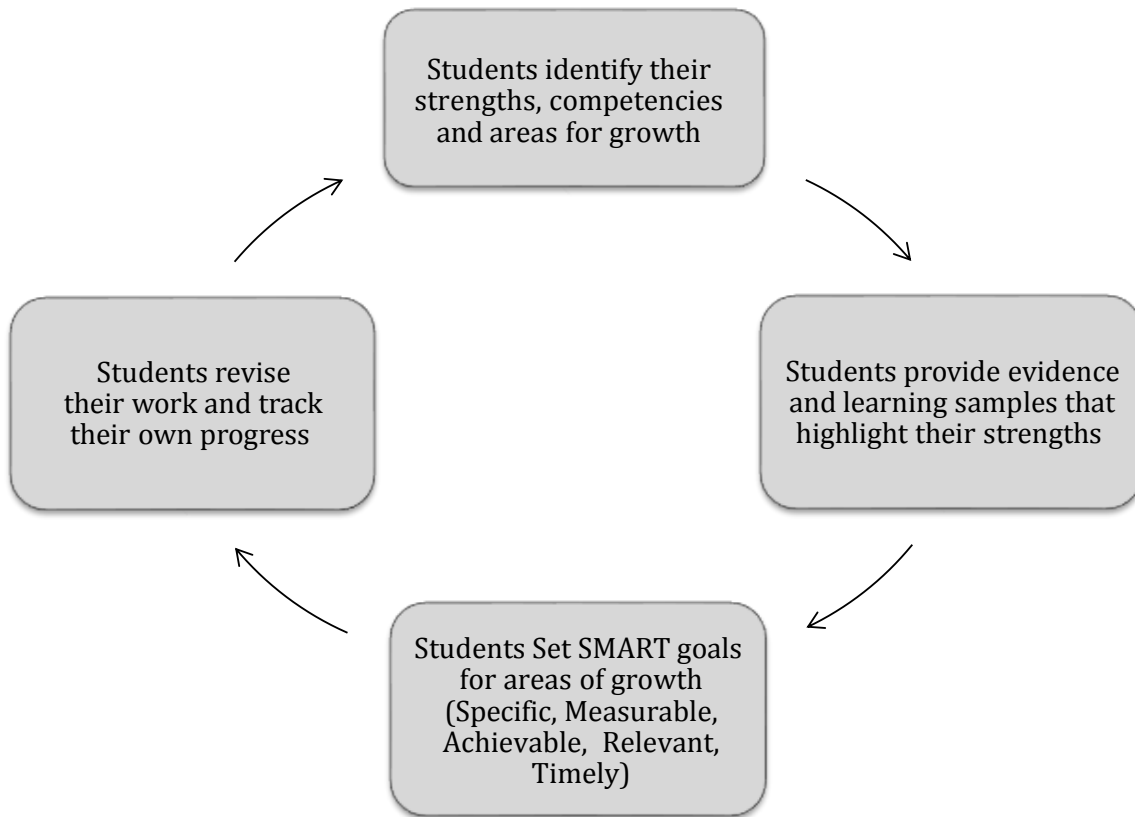 Students identify their
strengths, competencies
and areas for growth
Students provide evidence
and learning samples that
highlight their strengths
Students Set SMART goals
for areas of growth
(Specific, Measurable,
Achievable,  Relevant,
Timely)
Students revise
their work and track
their own progress